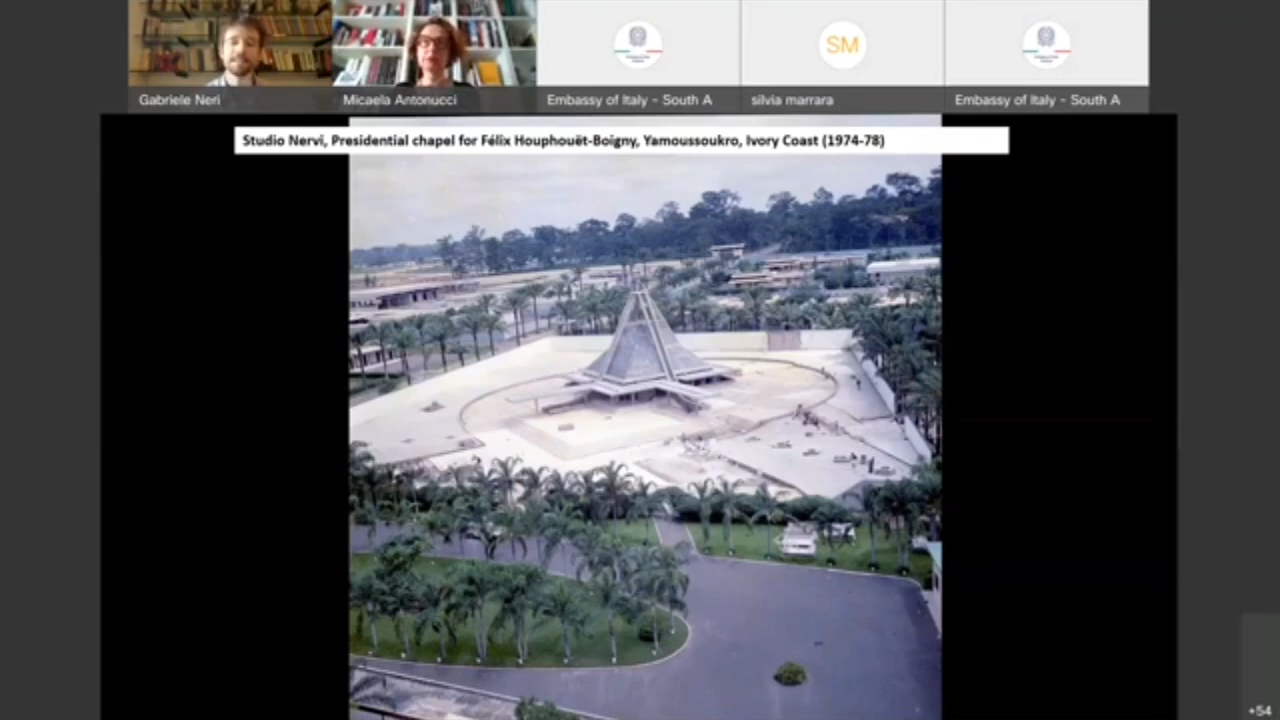 Gabriele Neri
Micaela Antonucci
Embassy of Italy - South A
SM
silvia marrara
Embassy of Italy - South A
Studio Nervi, Presidential chapel for Félix Houphouët-Boigny, Yamoussoukro, Ivory Coast (1974-78)
+54